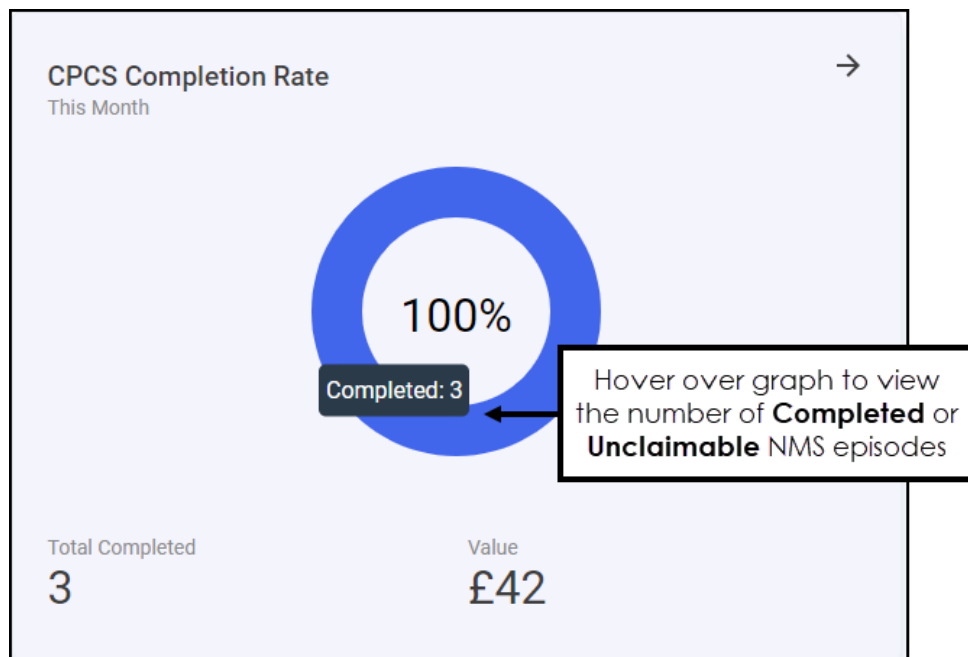 CPCS Completion Rate
This Month
100%
Completed: 3
Hover over graph to view
the number of Completed or
Unclaimable NMS episodes
Total Completed
Value
3
£42